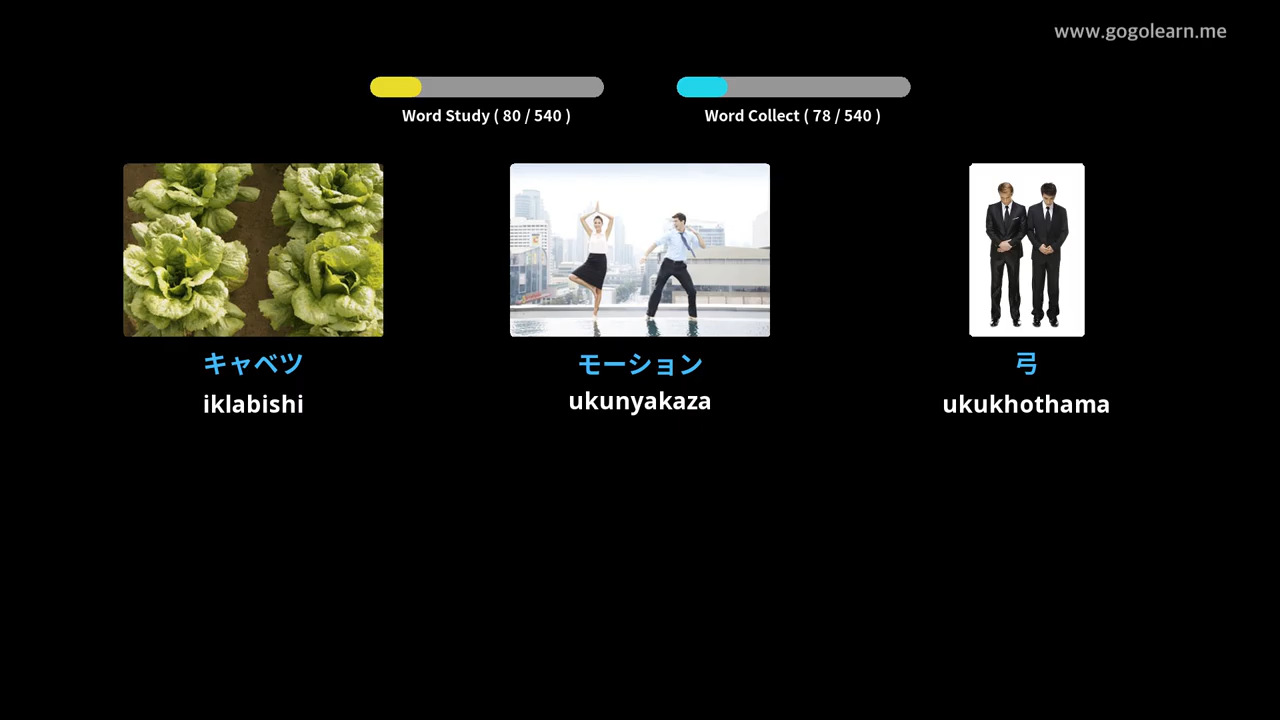 www.gogolearn.me
Word Study ( 80 / 540 )
Word Collect ( 78 / 540 )
キャベツ
モーション
弓
iklabishi
ukunyakaza
ukukhothama